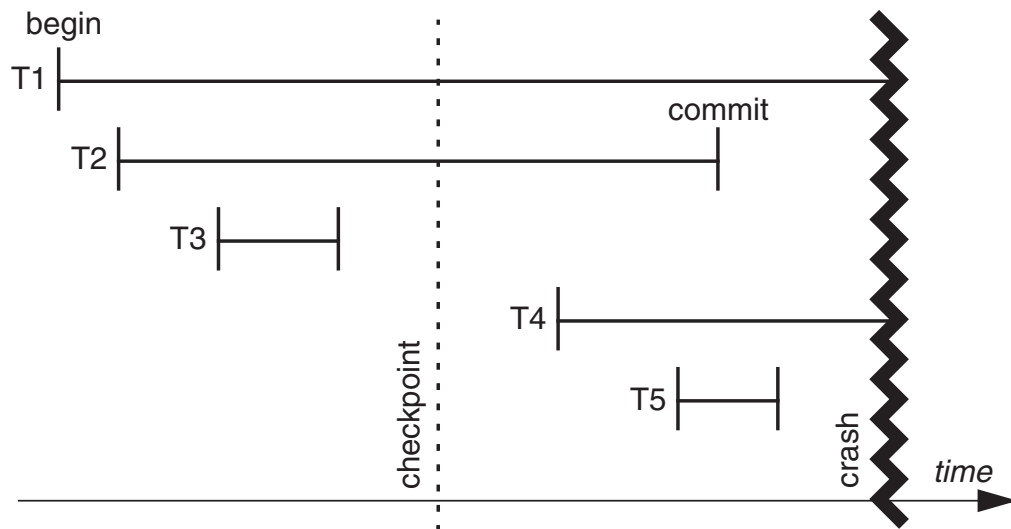 begin
T1
commit
T2
T3
T4
T5
checkpoint
crash
time